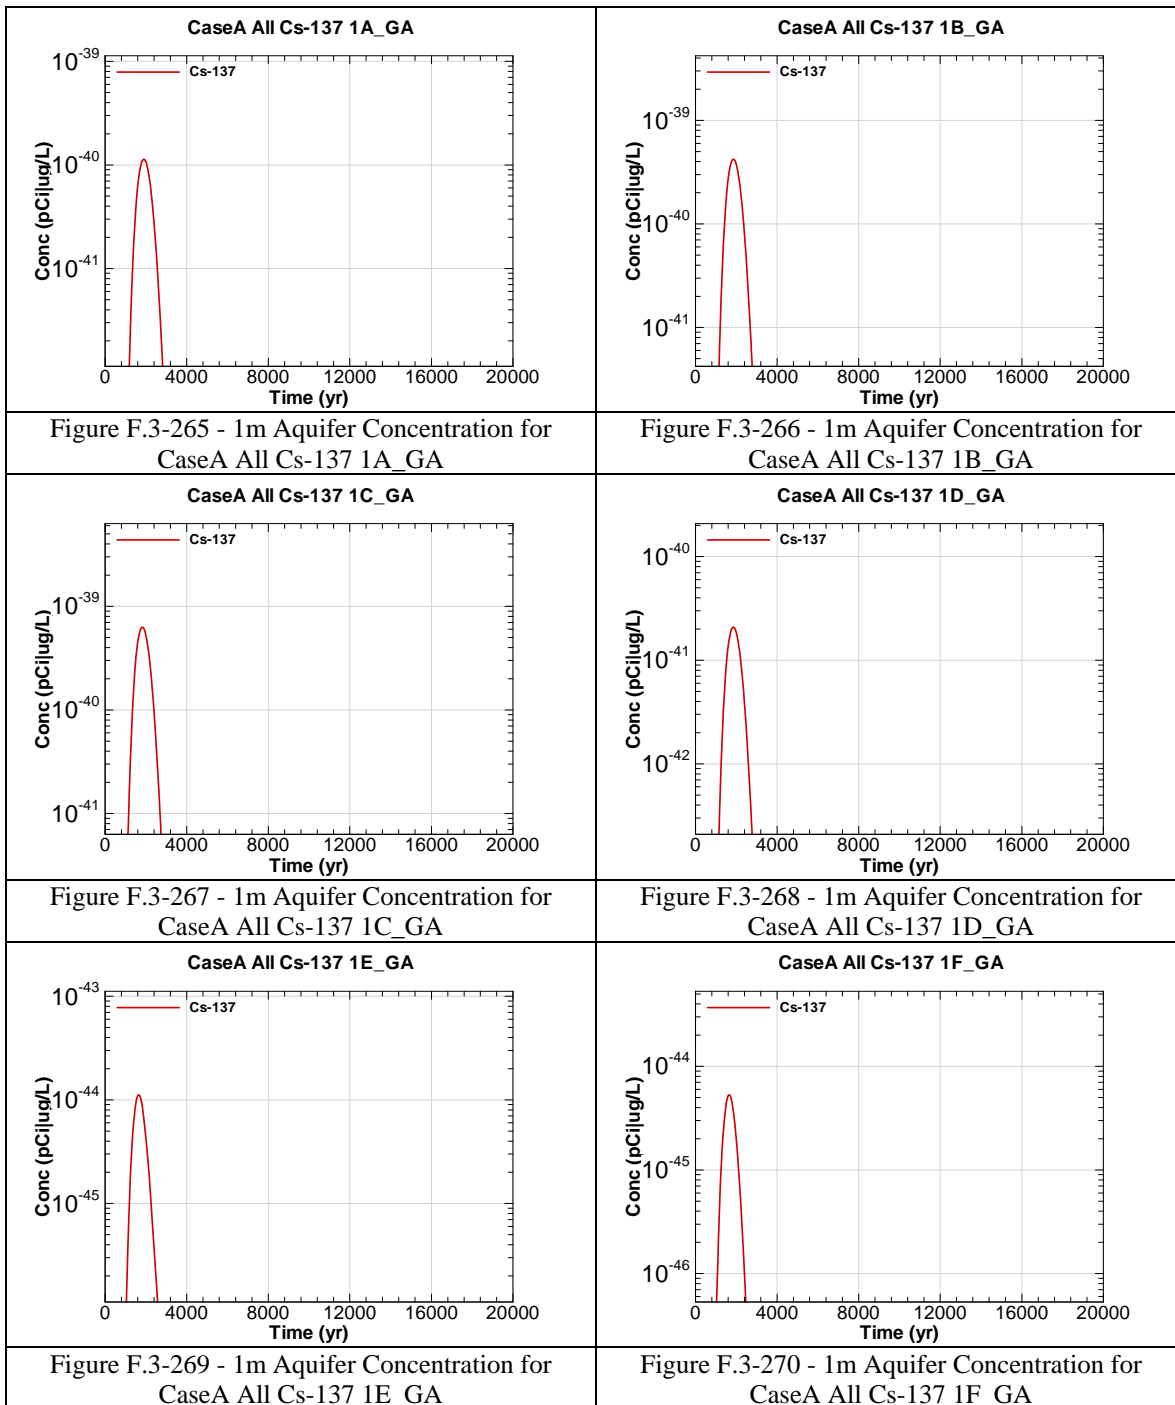 CaseA All Cs-137 1A_GA
Cs-137
10-39
10-40
10-41
Conc (pCi|ug/L)
0 4000 8000 12000 16000 20000
Time (yr)
Figure F.3-265 - 1m Aquifer Concentration for
CaseA All Cs-137 1A_GA
CaseA All Cs-137 1B_GA
Cs-137
10-39
10-40
10-41
Conc (pCi|ug/L)
0 4000 8000 12000 16000 20000
Time (yr)
Figure F.3-266 - 1m Aquifer Concentration for
CaseA All Cs-137 1B_GA
CaseA All Cs-137 1C_GA
Cs-137
10-39
10-40
10-41
Conc (pCi|ug/L)
0 4000 8000 12000 16000 20000
Time (yr)
Figure F.3-267 - 1m Aquifer Concentration for
CaseA All Cs-137 1C_GA
CaseA All Cs-137 1D_GA
Cs-137
10-40
10-41
10-42
Conc (pCi|ug/L)
0 4000 8000 12000 16000 20000
Time (yr)
Figure F.3-268 - 1m Aquifer Concentration for
CaseA All Cs-137 1D_GA
CaseA All Cs-137 1E_GA
Cs-137
10-43
10-44
10-45
Conc (pCi|ug/L)
0 4000 8000 12000 16000 20000
Time (yr)
Figure F.3-269 - 1m Aquifer Concentration for
CaseA All Cs-137 1E_GA
CaseA All Cs-137 1F_GA
Cs-137
10-44
10-45
10-46
Conc (pCi|ug/L)
0 4000 8000 12000 16000 20000
Time (yr)
Figure F.3-270 - 1m Aquifer Concentration for
CaseA All Cs-137 1F_GA